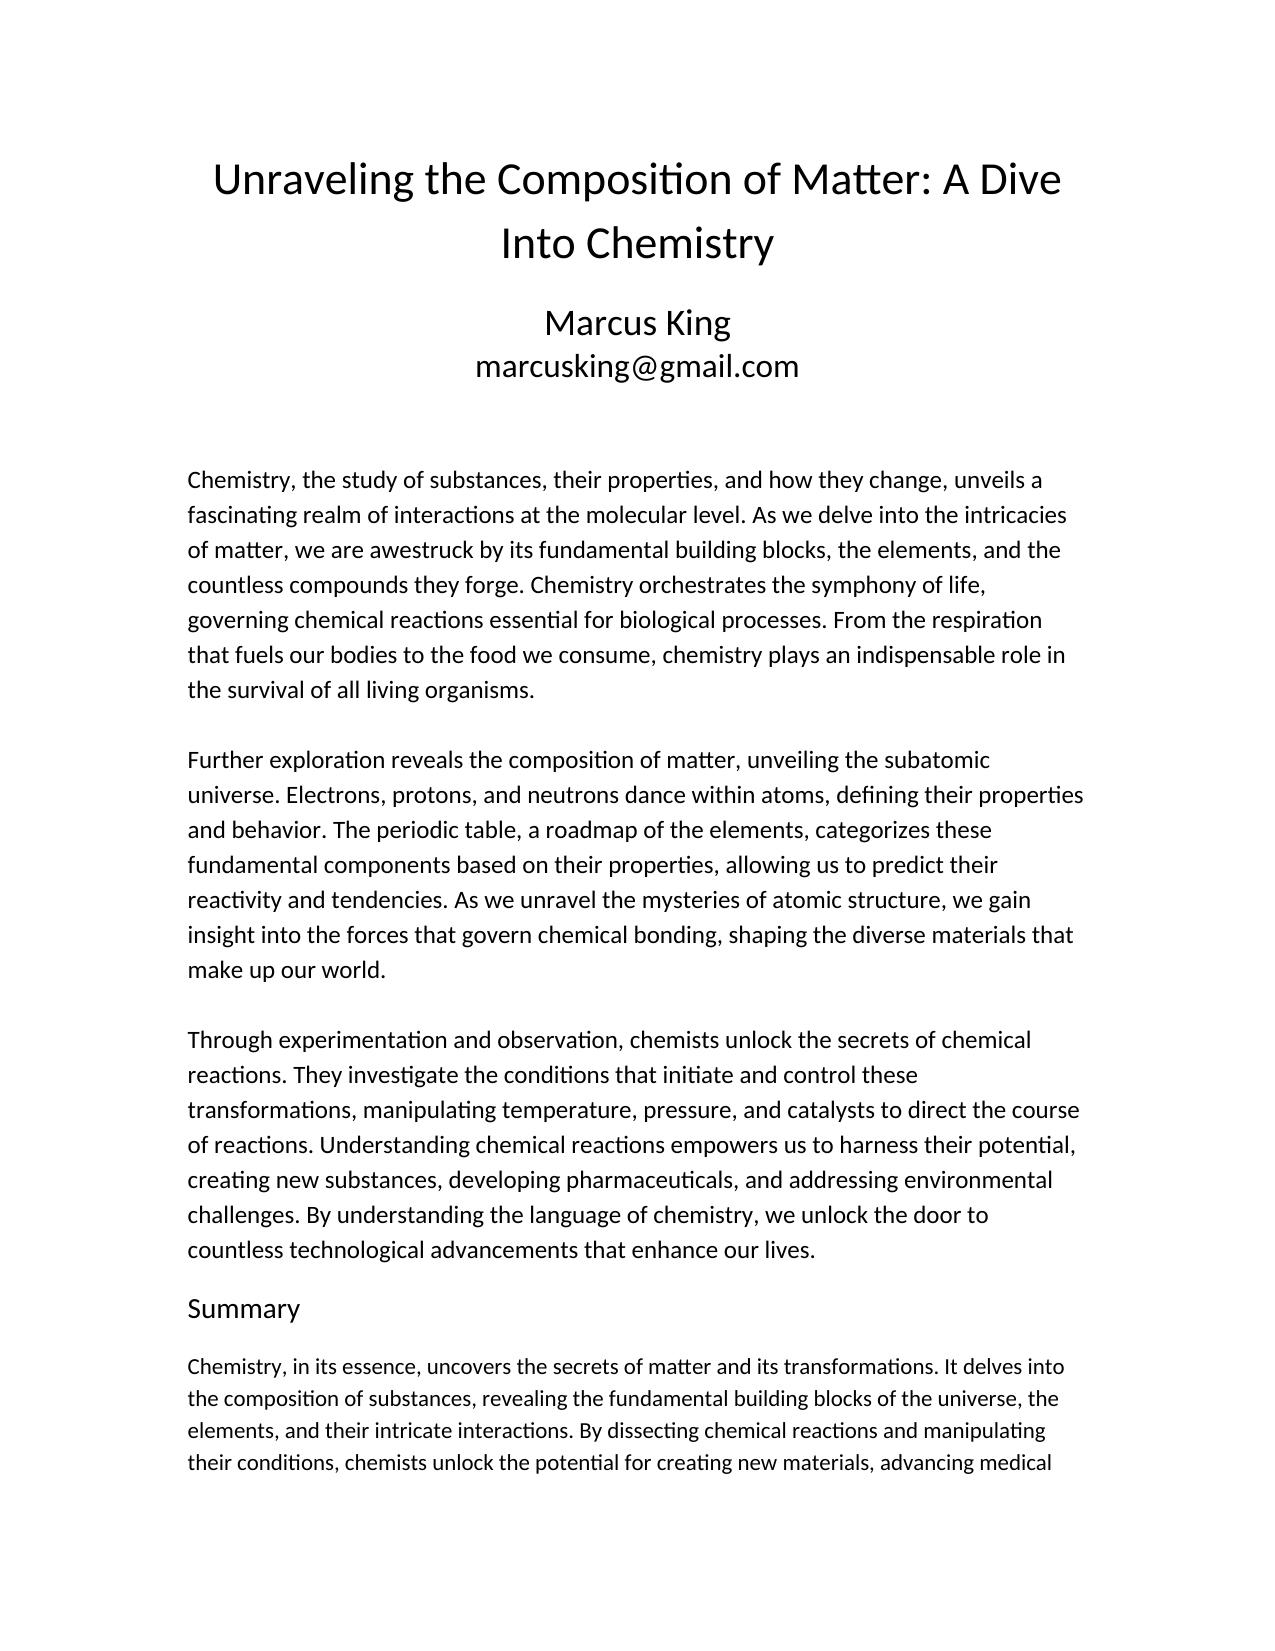 Unraveling the Composition of Matter: A Dive
Into Chemistry
Marcus King
marcusking@gmail.com
Chemistry, the study of substances, their properties, and how they change, unveils a
fascinating realm of interactions at the molecular level. As we delve into the intricacies
of matter, we are awestruck by its fundamental building blocks, the elements, and the
countless compounds they forge. Chemistry orchestrates the symphony of life,
governing chemical reactions essential for biological processes. From the respiration
that fuels our bodies to the food we consume, chemistry plays an indispensable role in
the survival of all living organisms.
Further exploration reveals the composition of matter, unveiling the subatomic
universe. Electrons, protons, and neutrons dance within atoms, defining their properties
and behavior. The periodic table, a roadmap of the elements, categorizes these
fundamental components based on their properties, allowing us to predict their
reactivity and tendencies. As we unravel the mysteries of atomic structure, we gain
insight into the forces that govern chemical bonding, shaping the diverse materials that
make up our world.
Through experimentation and observation, chemists unlock the secrets of chemical
reactions. They investigate the conditions that initiate and control these
transformations, manipulating temperature, pressure, and catalysts to direct the course
of reactions. Understanding chemical reactions empowers us to harness their potential,
creating new substances, developing pharmaceuticals, and addressing environmental
challenges. By understanding the language of chemistry, we unlock the door to
countless technological advancements that enhance our lives.
Summary
Chemistry, in its essence, uncovers the secrets of matter and its transformations. It delves into
the composition of substances, revealing the fundamental building blocks of the universe, the
elements, and their intricate interactions. By dissecting chemical reactions and manipulating
their conditions, chemists unlock the potential for creating new materials, advancing medical